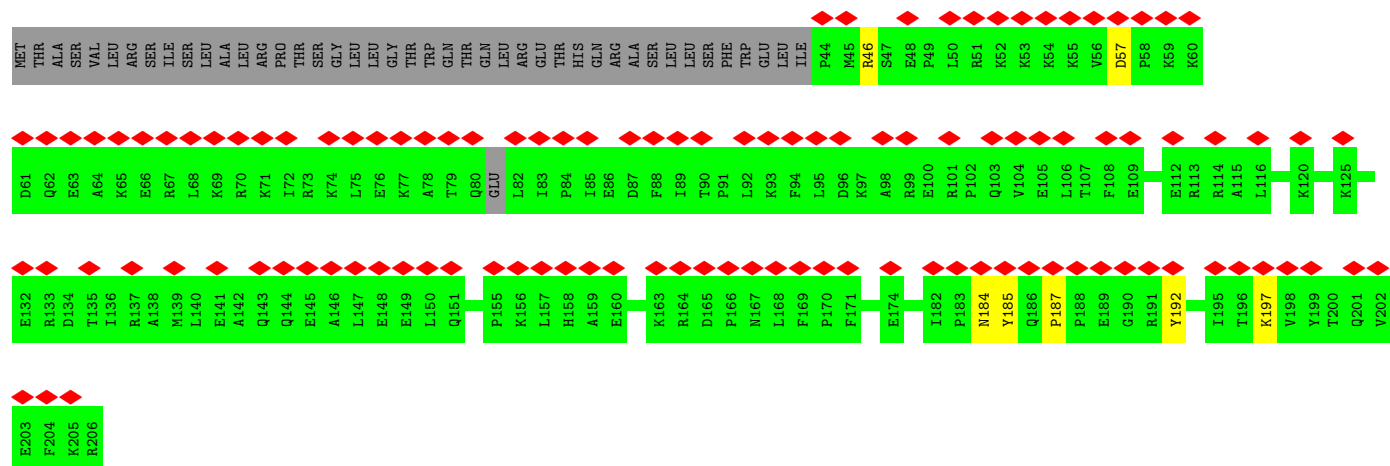 MET THR ALA SER VAL LEU ARG SER ILE SER LEU ALA LEU ARG PRO THR SER GLY LEU LEU GLY THR TRP GLN THR GLN LEU ARG GLU THR HIS GLN ARG ALA SER LEU LEU SER PHE TRP GLU LEU ILE P44 M45 R46 S47 E48 P49 L50 R51 K52 K53 K54 K55 V56 D57 P58 K59 K60
D61 Q62 E63 A64 K65 E66 R67 L68 K69 R70 K71 I72 R73 K74 L75 E76 K77 A78 T79 Q80 GLU L82 I83 P84 I85 E86 D87 F88 I89 T90 P91 L92 K93 F94 L95 D96 K97 A98 R99 E100 R101 P102 Q103 V104 E105 L106 T107 F108 E109 E112 R113 R114 A115 L116 K120 K125
E132 R133 D134 T135 I136 R137 A138 M139 L140 E141 A142 Q143 Q144 E145 A146 L147 E148 E149 L150 Q151 P155 K156 L157 H158 A159 E160 K163 R164 D165 P166 N167 L168 F169 P170 F171 E174 I182 P183 N184 Y185 Q186 P187 P188 E189 G190 R191 Y192 I195 T196 K197 V198 Y199 T200 Q201 V202
E203 F204 K205 R206